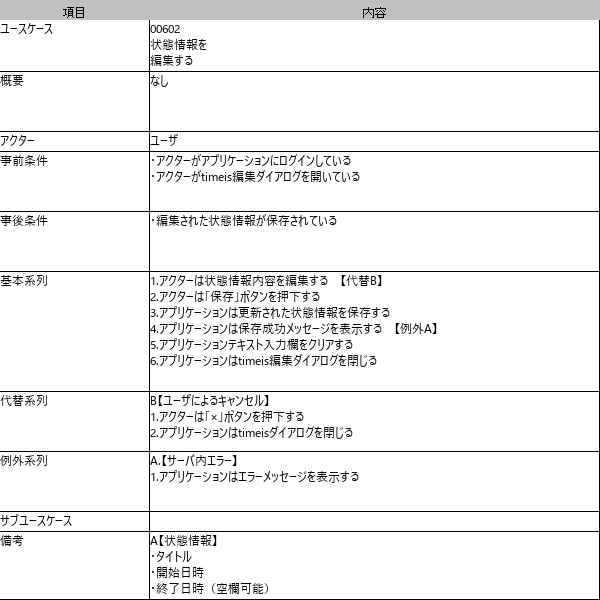 項目 内容
ユースケース 00602
状態情報を
編集する
概要 なし
アクター ユーザ
事前条件 ・アクターがアプリケーションにログインしている
・アクターがtimeis編集ダイアログを開いている
事後条件 ・編集された状態情報が保存されている
基本系列 1.アクターは状態情報内容を編集する 【代替B】
2.アクターは「保存」ボタンを押下する
3.アプリケーションは更新された状態情報を保存する
4.アプリケーションは保存成功メッセージを表示する 【例外A】
5.アプリケーションテキスト入力欄をクリアする
6.アプリケーションはtimeis編集ダイアログを閉じる
代替系列 B【ユーザによるキャンセル】
1.アクターは「×」ボタンを押下する
2.アプリケーションはtimeisダイアログを閉じる
例外系列 A.【サーバ内エラー】
1.アプリケーションはエラーメッセージを表示する
サブユースケース
備考 A【状態情報】
・タイトル
・開始日時
・終了日時（空欄可能）